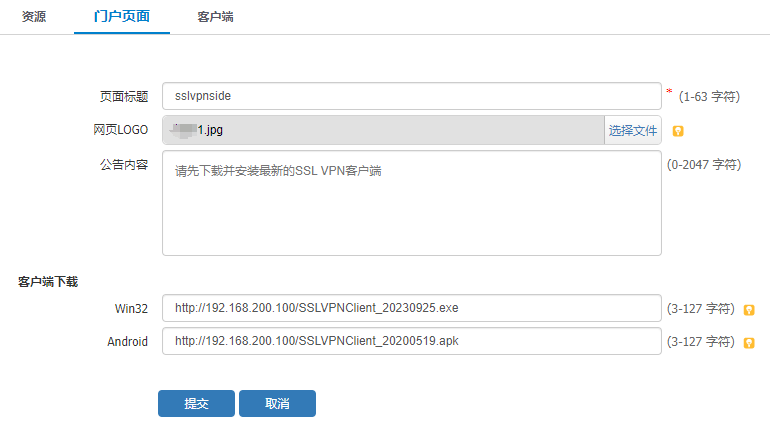 资源 门户页面 客户端
页面标题 sslvpnside * (1-63 字符)
网页LOGO 1.jpg 选择文件
公告内容 请先下载并安装最新的SSL VPN客户端 (0-2047 字符)
客户端下载
Win32 http://192.168.200.100/SSLVPNClient_20230925.exe (3-127 字符)
Android http://192.168.200.100/SSLVPNClient_20200519.apk (3-127 字符)
提交 取消